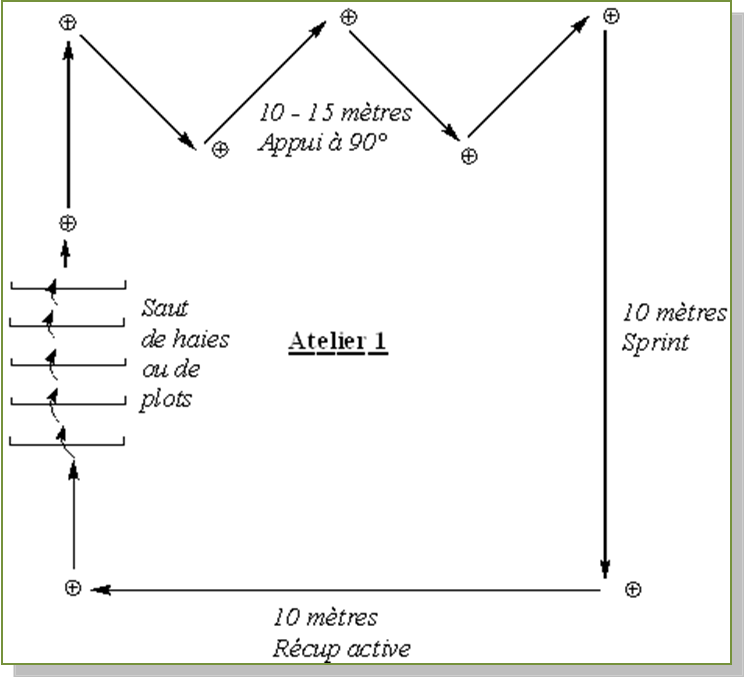 10 - 15 mètres
Appui à 90°
Saut
de haies
ou de
plots
Atelier 1
10 mètres
Sprint
10 mètres
Récup active